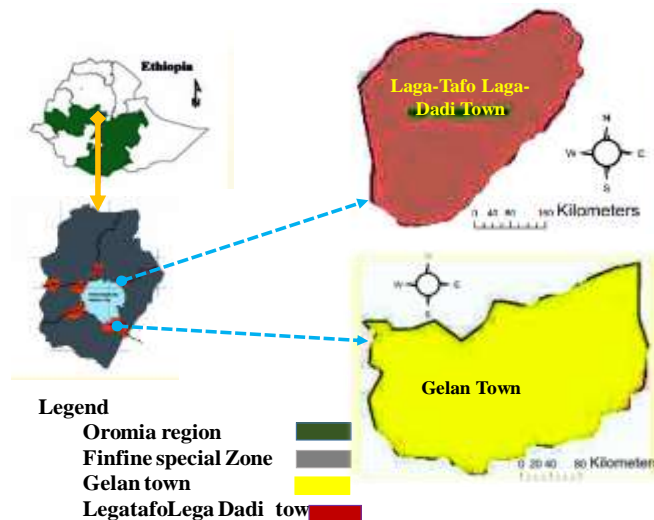 Ethiopia
N
Laga-Tafo Laga-
Dadi Town
N
W
E
S
0 40 80 160 Kilometers
W
E
S
Gelan Town
0 20 40 80 Kilometers
Legend
Oromia region
Finfine special Zone
Gelan town
LegatafoLega Dadi tow